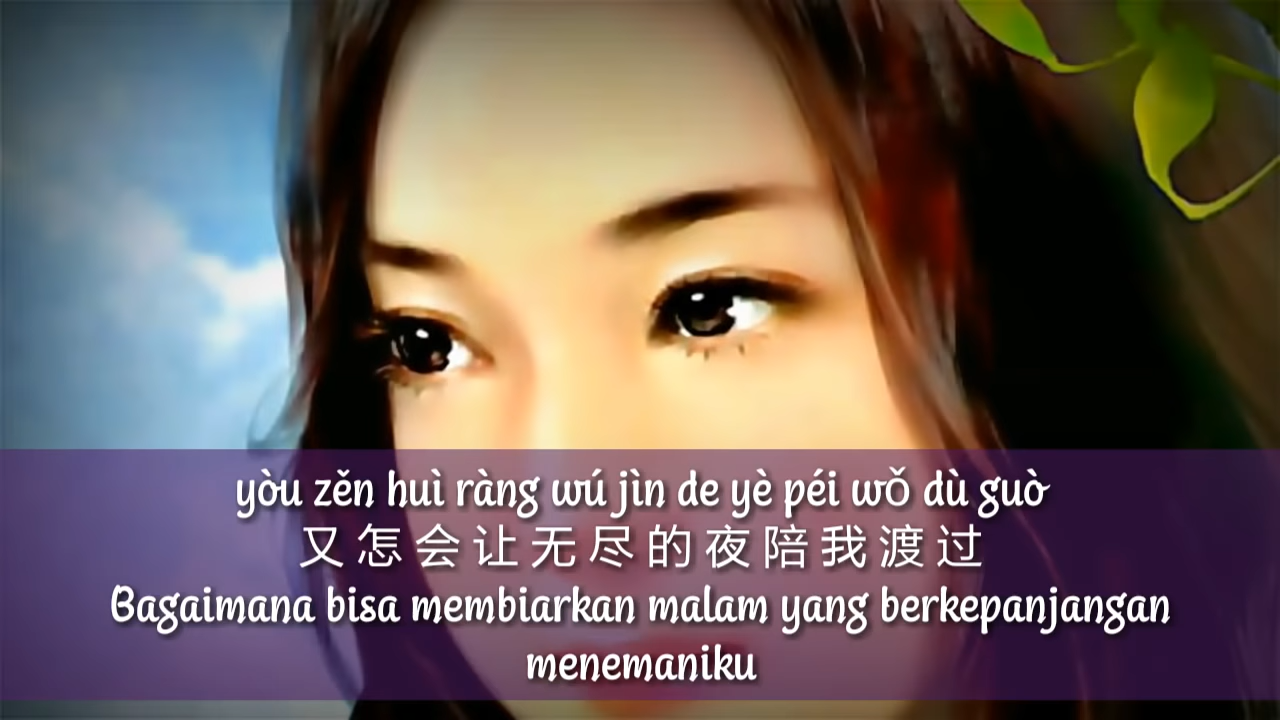 yòu zěn huì ràng wú jìn de yè péi wǒ dù guò
又怎会让无尽的夜陪我渡过
Bagaimana bisa membiarkan malam yang berkepanjangan
menemaniku